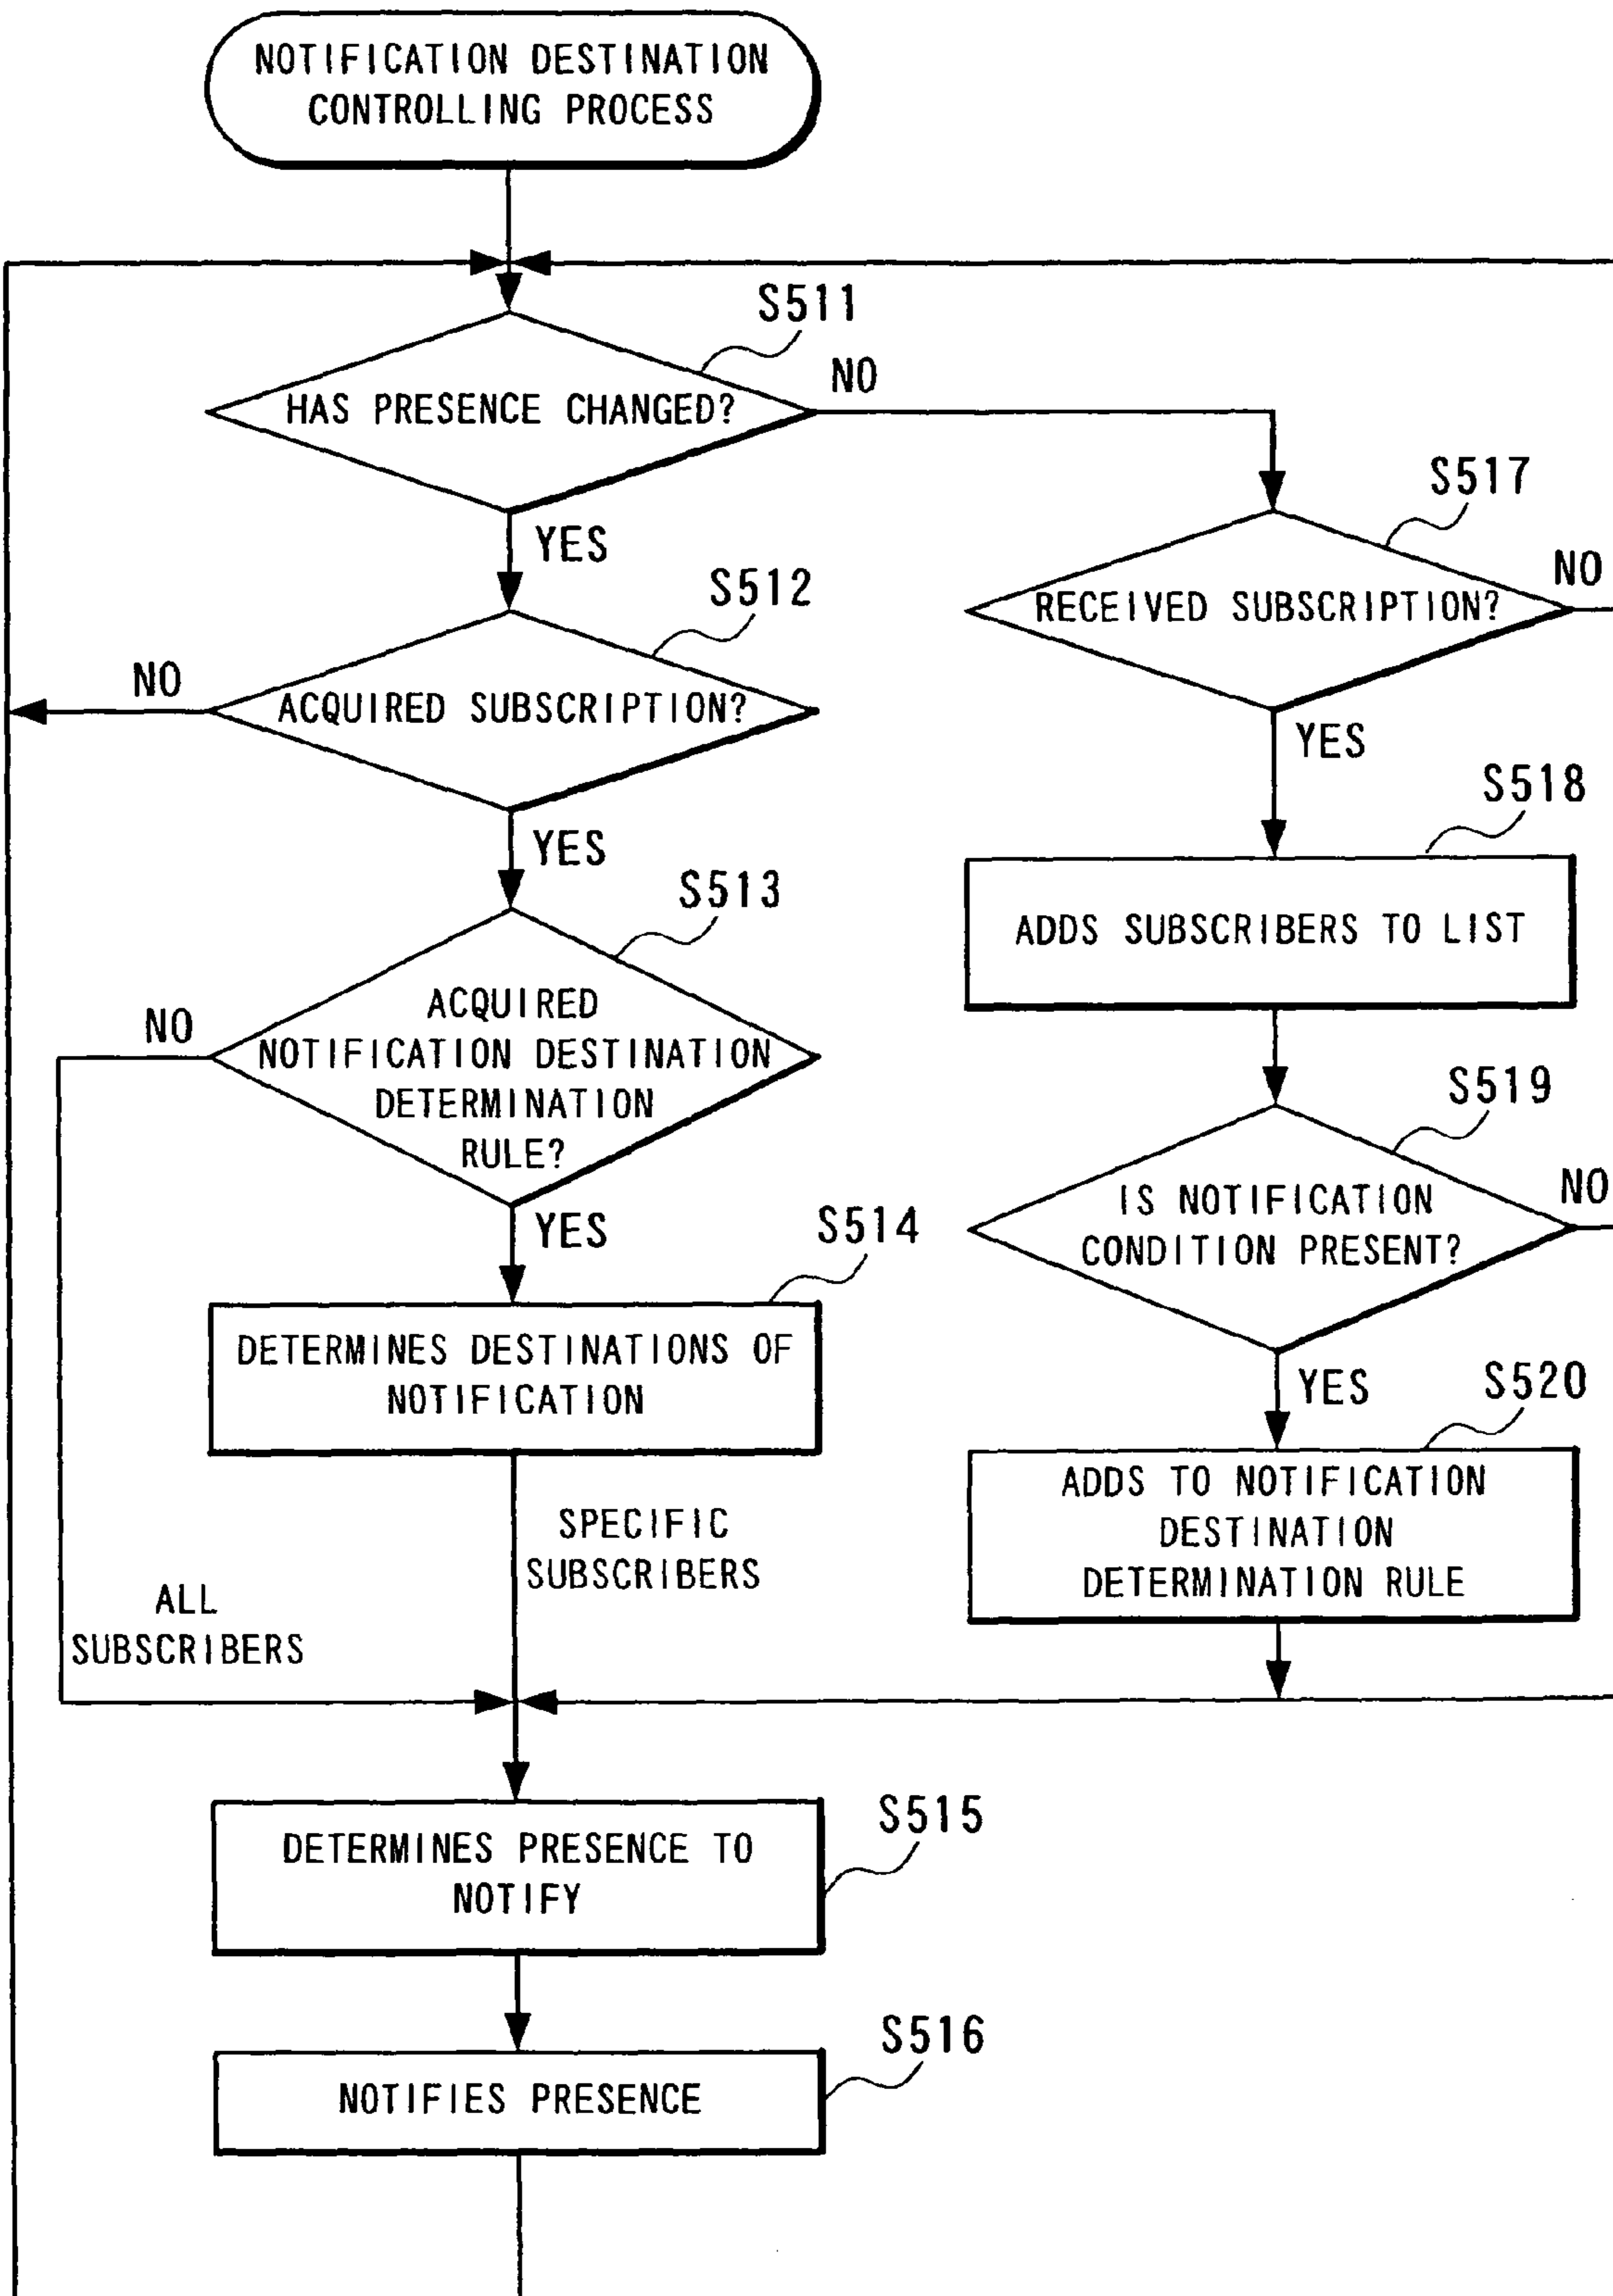 NOTIFICATION DESTINATION
CONTROLLING PROCESS
S511
HAS PRESENCE CHANGED?
NO
YES
S512
ACQUIRED SUBSCRIPTION?
NO
YES
S513
ACQUIRED
NOTIFICATION DESTINATION
DETERMINATION
RULE?
NO
YES
S514
DETERMINES DESTINATIONS OF
NOTIFICATION
SPECIFIC
SUBSCRIBERS
ALL
SUBSCRIBERS
S515
DETERMINES PRESENCE TO
NOTIFY
S516
NOTIFIES PRESENCE
S517
RECEIVED SUBSCRIPTION?
NO
YES
S518
ADDS SUBSCRIBERS TO LIST
S519
IS NOTIFICATION
CONDITION PRESENT?
NO
YES
S520
ADDS TO NOTIFICATION
DESTINATION
DETERMINATION RULE